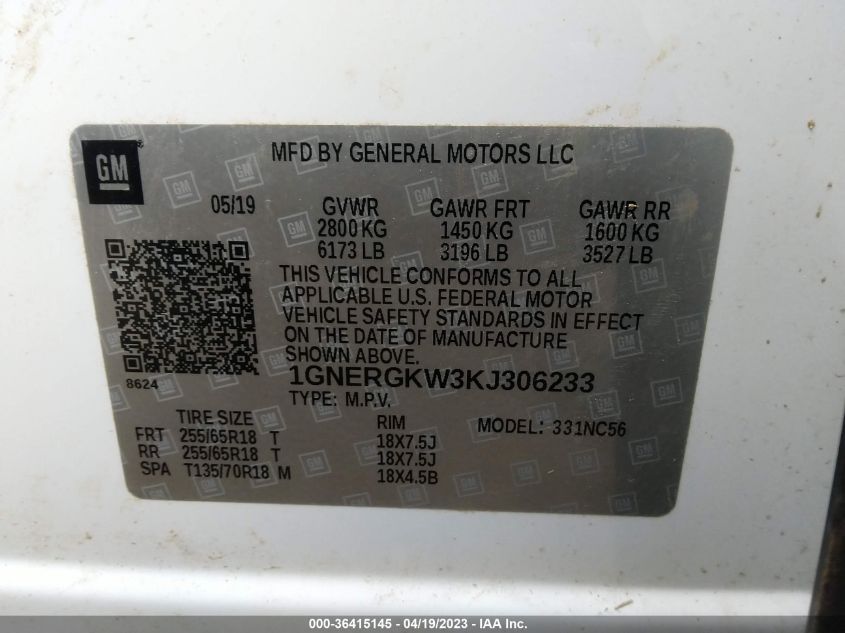 GM
MFD BY GENERAL MOTORS LLC
05/19 GVWR GAWR FRT GAWR RR
2800 KG 1450 KG 1600 KG
6173 LB 3196 LB 3527 LB
THIS VEHICLE CONFORMS TO ALL
APPLICABLE U.S. FEDERAL MOTOR
VEHICLE SAFETY STANDARDS IN EFFECT
ON THE DATE OF MANUFACTURE
SHOWN ABOVE.
8624
1GNERGKW3KJ306233
TYPE: M.P.V.
TIRE SIZE RIM MODEL: 331NC56
FRT 255/65R18 T 18X7.5J
RR 255/65R18 T 18X7.5J
SPA T135/70R18 M 18X4.5B
000-36415145 - 04/19/2023 - IAA Inc.